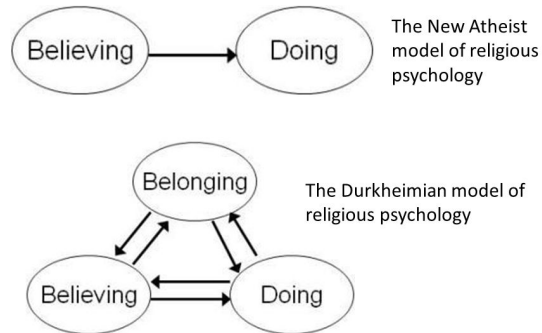 Believing
Doing
The New Atheist
model of religious
psychology
Belonging
The Durkheimian model of
religious psychology
Believing
Doing